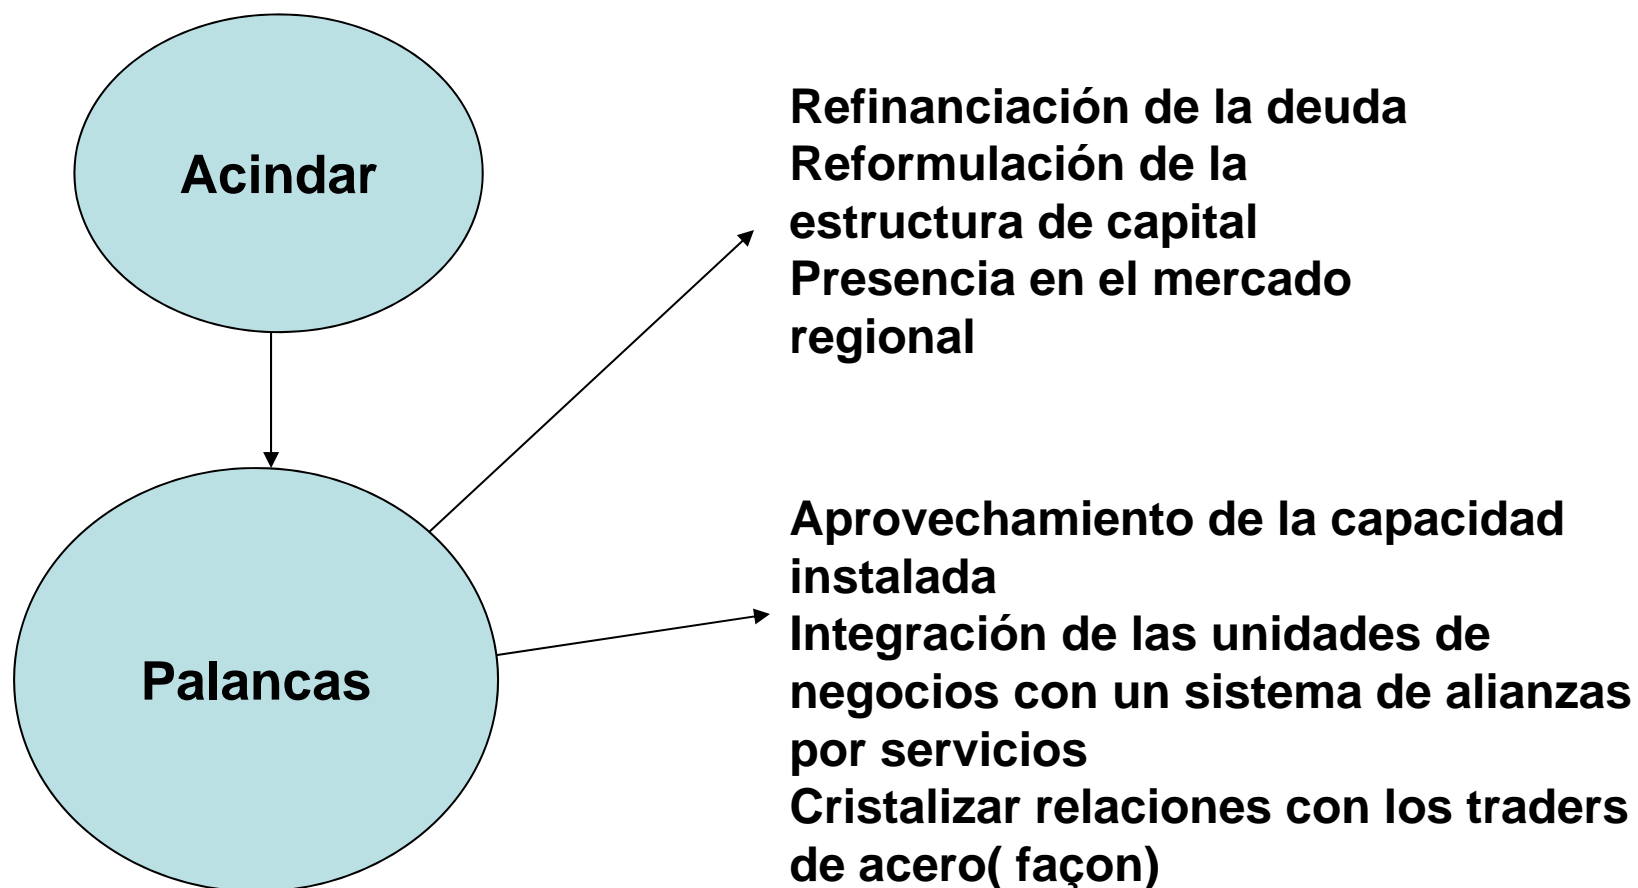 Acindar
Refinanciación de la deuda
Reformulación de la
estructura de capital
Presencia en el mercado
regional
Palancas
Aprovechamiento de la capacidad
instalada
Integración de las unidades de
negocios con un sistema de alianzas
por servicios
Cristalizar relaciones con los traders
de acero( façon)